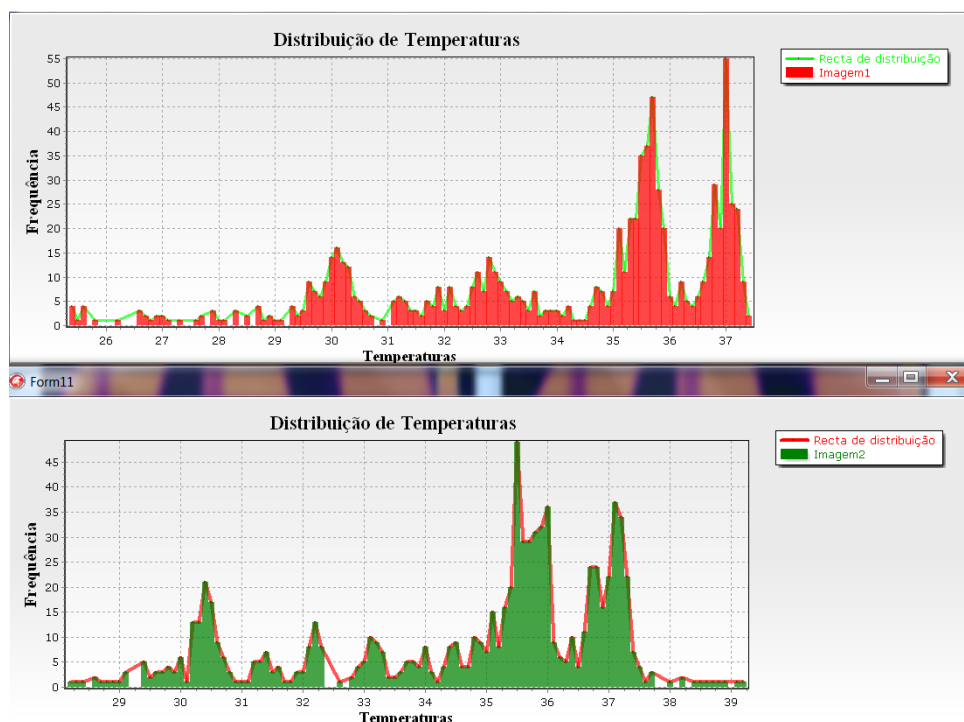 Distribuição de Temperaturas
Recta de distribuição
Imagem1
Frequência
55
50
45
40
35
30
25
20
15
10
5
0
26 27 28 29 30 31 32 33 34 35 36 37
Temperaturas
Form11
Distribuição de Temperaturas
Recta de distribuição
Imagem2
Frequência
45
40
35
30
25
20
15
10
5
0
29 30 31 32 33 34 35 36 37 38 39
Temperaturas